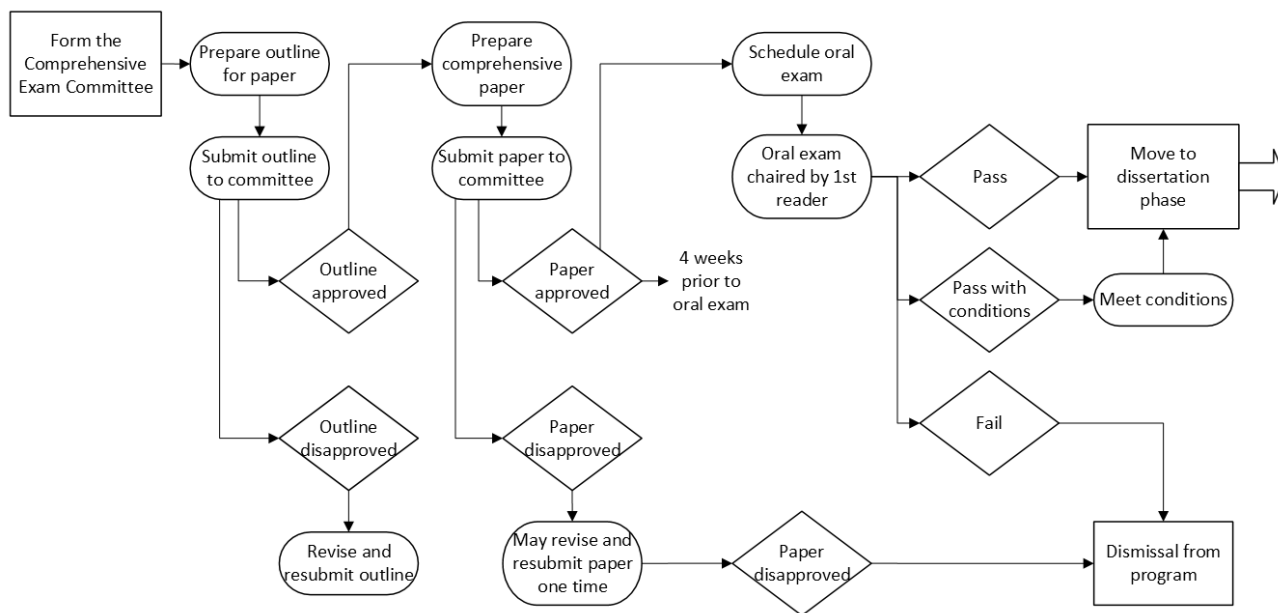 Form the
Comprehensive
Exam Committee
Prepare outline
for paper
Submit outline
to committee
Outline
approved
Outline
disapproved
Revise and
resubmit outline
Prepare
comprehensive
paper
Submit paper to
committee
Paper
approved
4 weeks
prior to
oral exam
Paper
disapproved
May revise and
resubmit paper
one time
Paper
disapproved
Schedule oral
exam
Oral exam
chaired by 1st
reader
Pass
Move to
dissertation
phase
Pass with
conditions
Meet conditions
Fail
Dismissal from
program